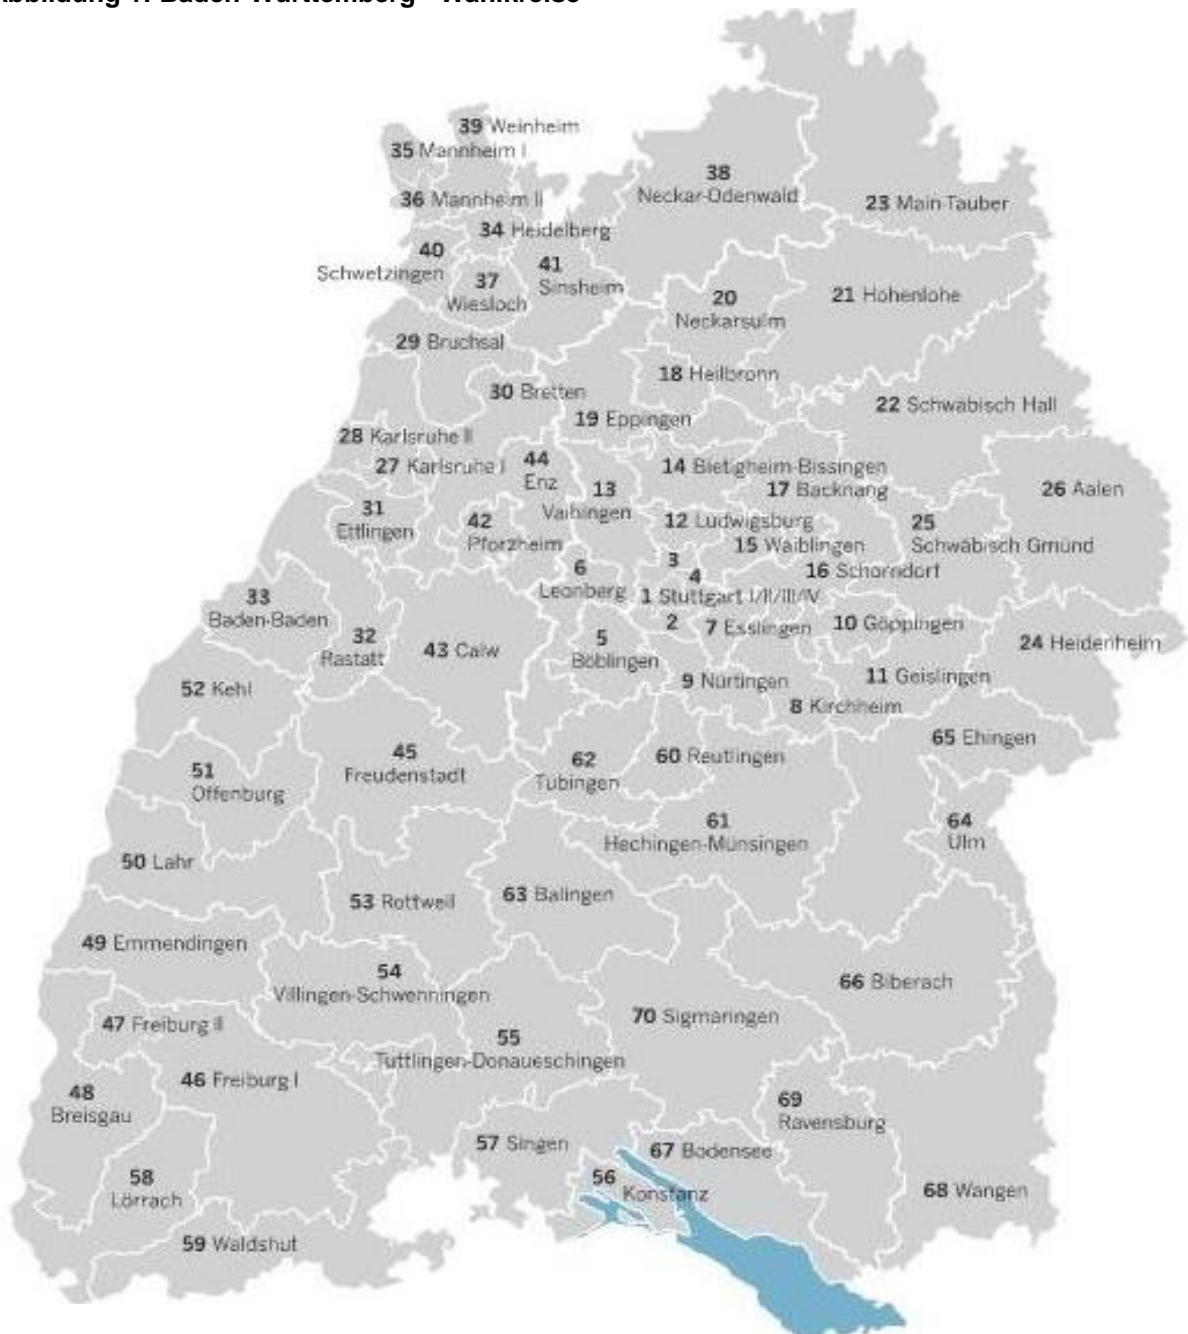 Abbildung 1: Baden-Württemberg - Wahlkreise
39 Weinheim
35 Mannheim I
36 Mannheim II
38
Neckar-Odenwald
23 Main-Tauber
34 Heidelberg
40
Schwetzingen
37
Wiesloch
41
Sinsheim
20
Neckarsulm
21 Hohenlohe
29 Bruchsal
18 Heilbronn
30 Bretten
19 Eppingen
22 Schwäbisch Hall
28 Karlsruhe II
27 Karlsruhe I
44
Enz
13
Vaihingen
14 Bietigheim-Bissingen
17 Backnang
26 Aalen
31
Ettlingen
42
Pforzheim
12 Ludwigsburg
15 Waiblingen
25
Schwäbisch Gmünd
16 Schorndorf
6
Leonberg
3
4
1 Stuttgart I/II/III/IV
2
7 Esslingen
10 Göppingen
24 Heidenheim
33
Baden-Baden
32
Rastatt
43 Calw
5
Böblingen
9 Nürtingen
11 Geislingen
8 Kirchheim
52 Kehl
65 Ehingen
51
Offenburg
45
Freudenstadt
62
Tübingen
60 Reutlingen
61
Hechingen-Münsingen
64
Ulm
50 Lahr
53 Rottweil
63 Balingen
49 Emmendingen
54
Villingen-Schwenningen
66 Biberach
47 Freiburg II
70 Sigmaringen
55
Tuttlingen-Donaueschingen
46 Freiburg I
48
Breisgau
69
Ravensburg
57 Singen
67 Bodensee
58
Lörrach
56
Konstanz
68 Wangen
59 Waldshut